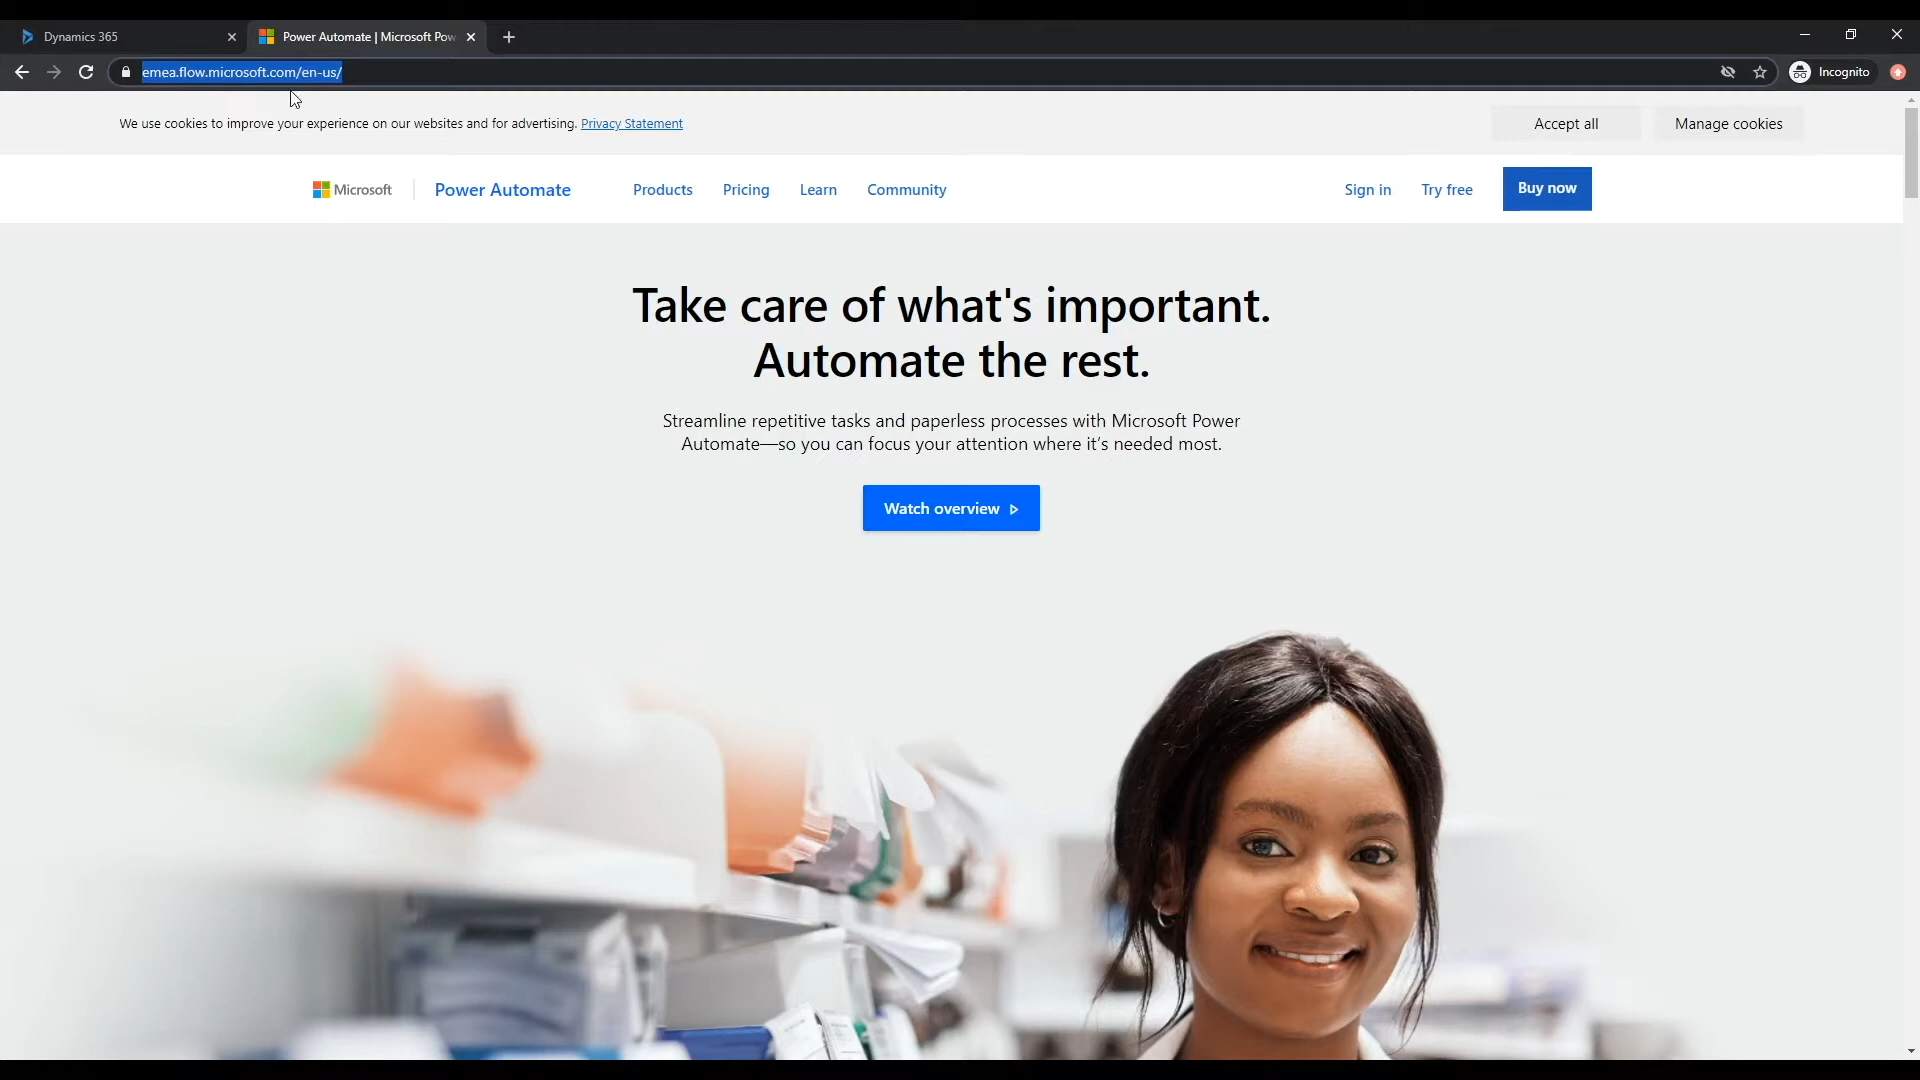 Dynamics 365
Power Automate | Microsoft Pow
emea.flow.microsoft.com/en-us/
Incognito
We use cookies to improve your experience on our websites and for advertising. Privacy Statement
Accept all
Manage cookies
Microsoft
Power Automate
Products
Pricing
Learn
Community
Sign in
Try free
Buy now
Take care of what's important.
Automate the rest.
Streamline repetitive tasks and paperless processes with Microsoft Power
Automate—so you can focus your attention where it's needed most.
Watch overview